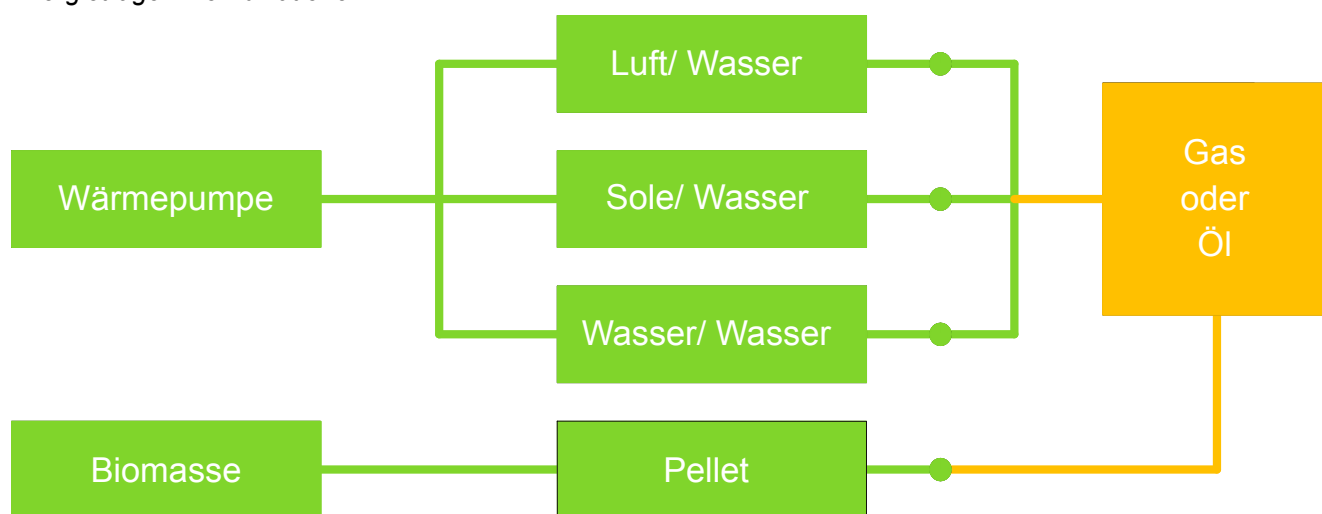 Luft/ Wasser
Wärmepumpe
Sole/ Wasser
Wasser/ Wasser
Gas
oder
Öl
Biomasse
Pellet